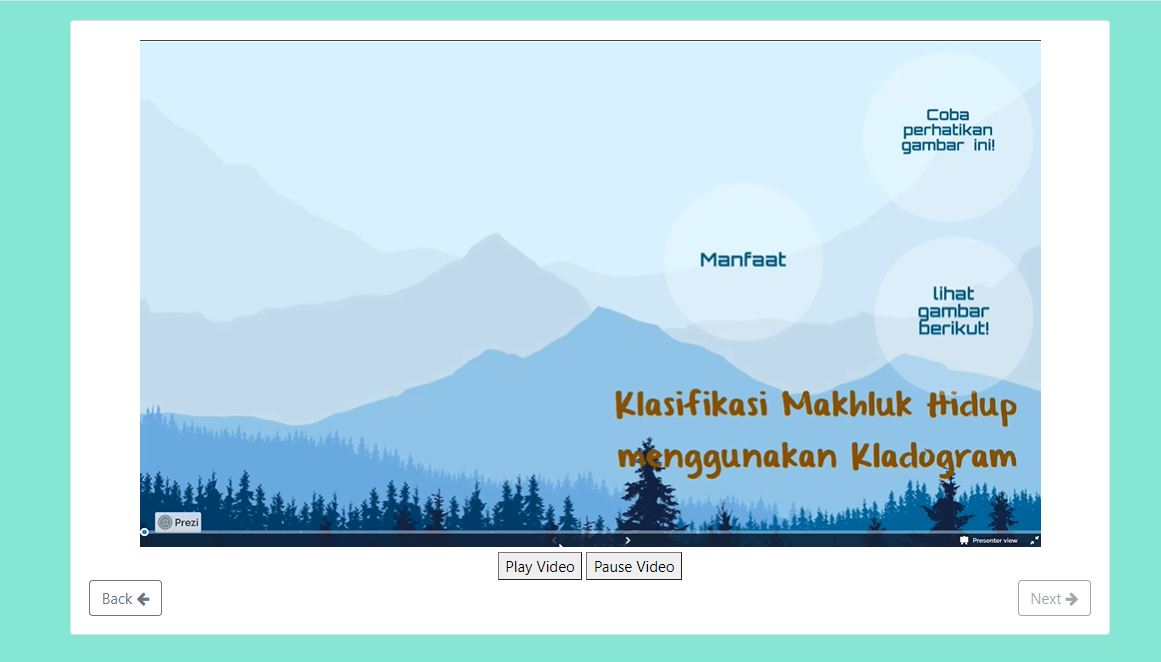 Coba
perhatikan
gambar ini!
Manfaat
lihat
gambar
berikut!
Klasifikasi Makhluk Hidup
menggunakan Kladogram
Prezi
Presenter view
Play Video
Pause Video
Back
Next